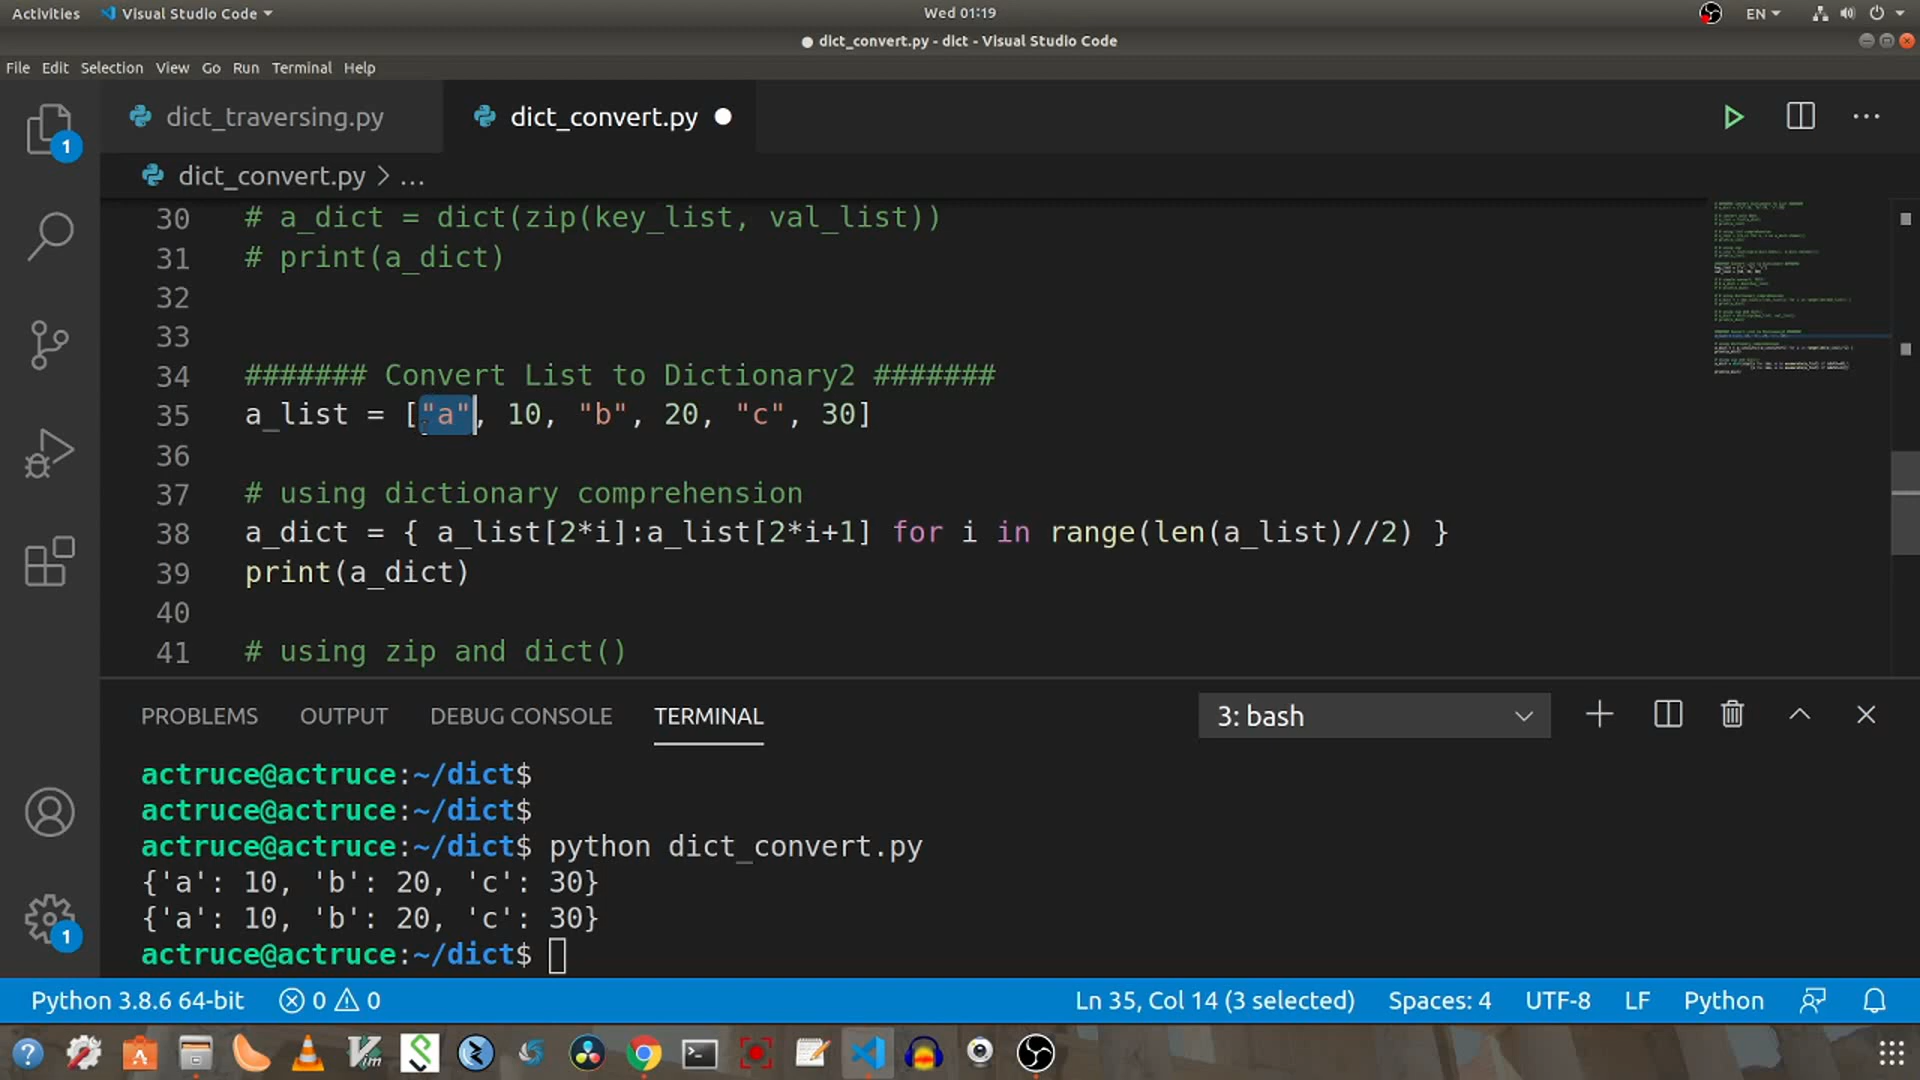 Activities Visual Studio Code Wed 01:19 EN
dict_convert.py - dict - Visual Studio Code
File Edit Selection View Go Run Terminal Help
dict_traversing.py dict_convert.py
1
dict_convert.py > ...
30 # a_dict = dict(zip(key_list, val_list))
31 # print(a_dict)
32
33
34 ####### Convert List to Dictionary2 #######
35 a_list = ["a", 10, "b", 20, "c", 30]
36
37 # using dictionary comprehension
38 a_dict = { a_list[2*i]:a_list[2*i+1] for i in range(len(a_list)//2) }
39 print(a_dict)
40
41 # using zip and dict()
PROBLEMS OUTPUT DEBUG CONSOLE TERMINAL 3: bash
actruce@actruce:~/dict$
actruce@actruce:~/dict$
actruce@actruce:~/dict$ python dict_convert.py
{'a': 10, 'b': 20, 'c': 30}
{'a': 10, 'b': 20, 'c': 30}
1
actruce@actruce:~/dict$
Python 3.8.6 64-bit 0 0 Ln 35, Col 14 (3 selected) Spaces: 4 UTF-8 LF Python